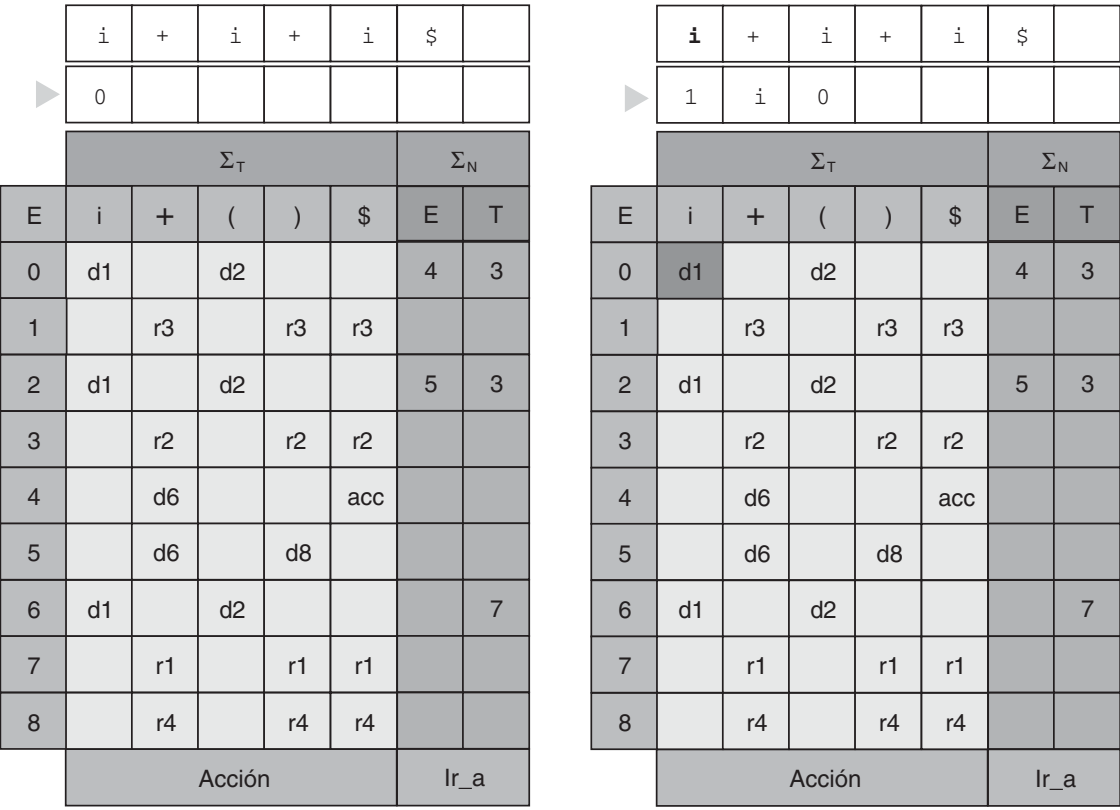 i + i + i $
0
Σ_T Σ_N
E i + ( ) $ E T
0 d1 d2 4 3
1 r3 r3 r3
2 d1 d2 5 3
3 r2 r2 r2
4 d6 acc
5 d6 d8
6 d1 d2 7
7 r1 r1 r1
8 r4 r4 r4
Acción Ir_a
i + i + i $
1 i 0
Σ_T Σ_N
E i + ( ) $ E T
0 d1 d2 4 3
1 r3 r3 r3
2 d1 d2 5 3
3 r2 r2 r2
4 d6 acc
5 d6 d8
6 d1 d2 7
7 r1 r1 r1
8 r4 r4 r4
Acción Ir_a